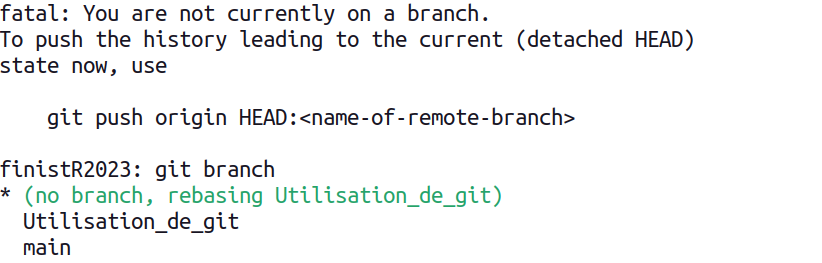 fatal: You are not currently on a branch.
To push the history leading to the current (detached HEAD)
state now, use
    git push origin HEAD:<name-of-remote-branch>
finistR2023: git branch
* (no branch, rebasing Utilisation_de_git)
  Utilisation_de_git
  main